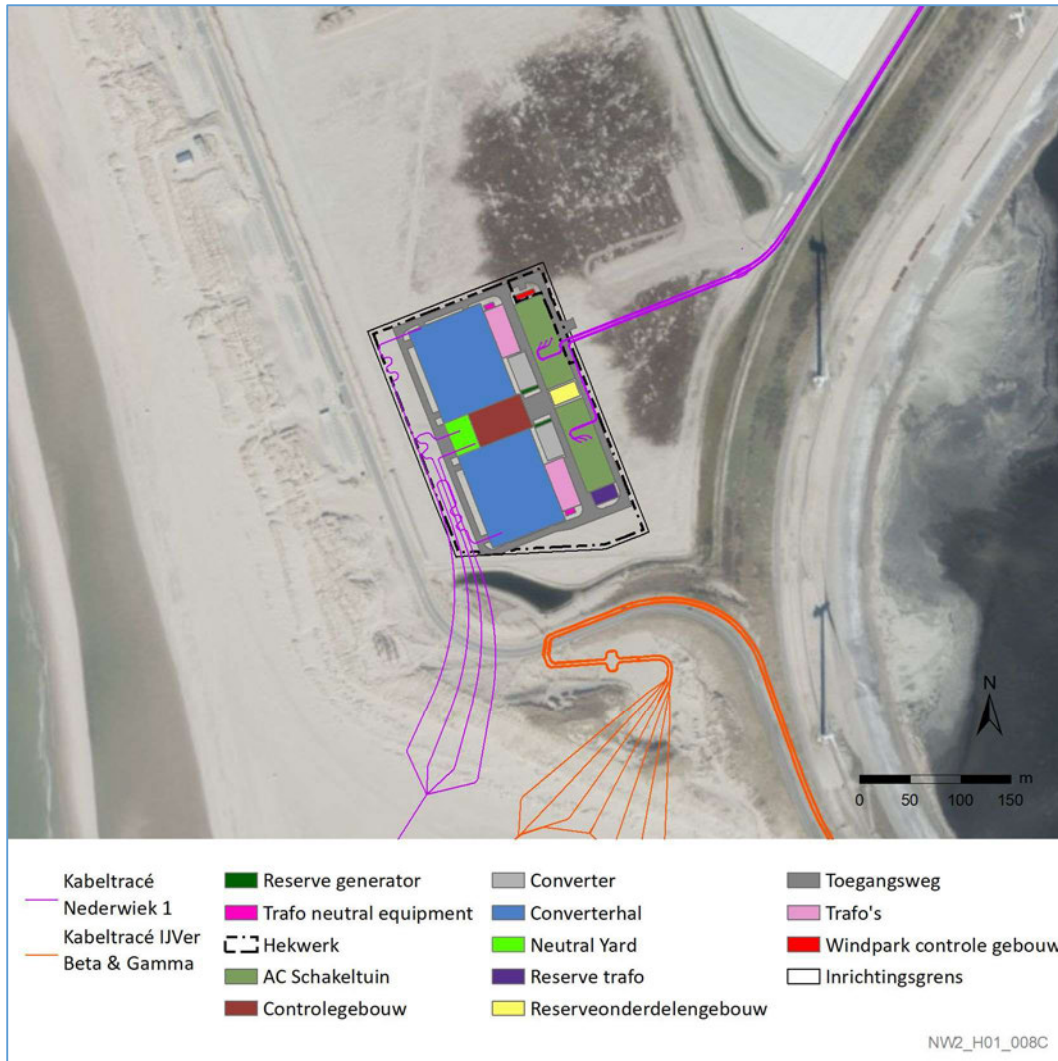 N
m
0 50 100 150
Kabeltracé
Nederwiek 1
Kabeltracé IJVer
Beta & Gamma
Reserve generator
Trafo neutral equipment
Hekwerk
AC Schakeltuin
Controlegebouw
Converter
Converterhal
Neutral Yard
Reserve trafo
Reserveonderdelengebouw
Toegangsweg
Trafo's
Windpark controle gebouw
Inrichtingsgrens
NW2_H01_008C